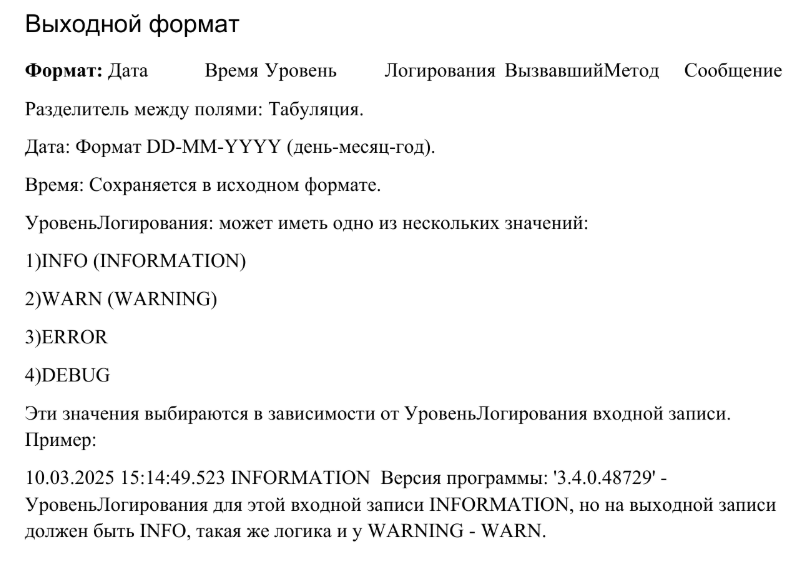 Выходной формат
Формат: Дата Время Уровень Логирования ВызвавшийМетод Сообщение
Разделитель между полями: Табуляция.
Дата: Формат DD-MM-YYYY (день-месяц-год).
Время: Сохраняется в исходном формате.
УровеньЛогирования: может иметь одно из нескольких значений:
1)INFO (INFORMATION)
2)WARN (WARNING)
3)ERROR
4)DEBUG
Эти значения выбираются в зависимости от УровеньЛогирования входной записи.
Пример:
10.03.2025 15:14:49.523 INFORMATION  Версия программы: '3.4.0.48729' -
УровеньЛогирования для этой входной записи INFORMATION, но на выходной записи
должен быть INFO, такая же логика и у WARNING - WARN.